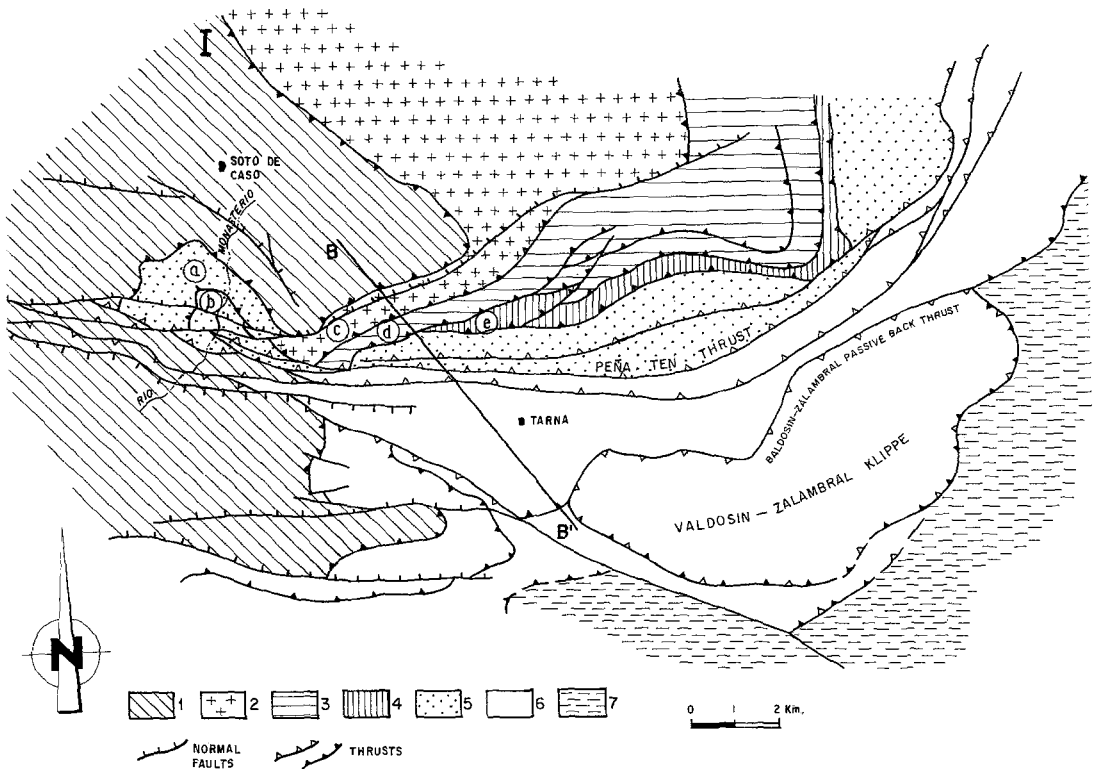 I
SOTO DE
CASO
MONASTERIO
B
a
b
c
d
e
PEÑA TEN THRUST
RIO
TARNA
BALDOSIN-ZALAMBRAL PASSIVE BACK THRUST
VALDOSIN - ZALAMBRAL KLIPPE
B'
N
1 2 3 4 5 6 7
0 1 2 Km.
NORMAL
FAULTS
THRUSTS